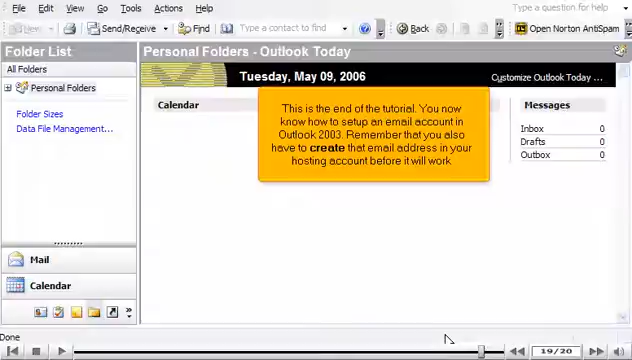 File Edit View Go Tools Actions Help Type a question for help
New Send/Receive Find Type a contact to find Back Open Norton AntiSpam
Folder List
Personal Folders - Outlook Today
All Folders
Personal Folders
Folder Sizes
Data File Management...
Tuesday, May 09, 2006
Customize Outlook Today ...
Calendar
Messages
Inbox 0
Drafts 0
Outbox 0
This is the end of the tutorial. You now
know how to setup an email account in
Outlook 2003. Remember that you also
have to create that email address in your
hosting account before it will work
Mail
Calendar
Done
19/20